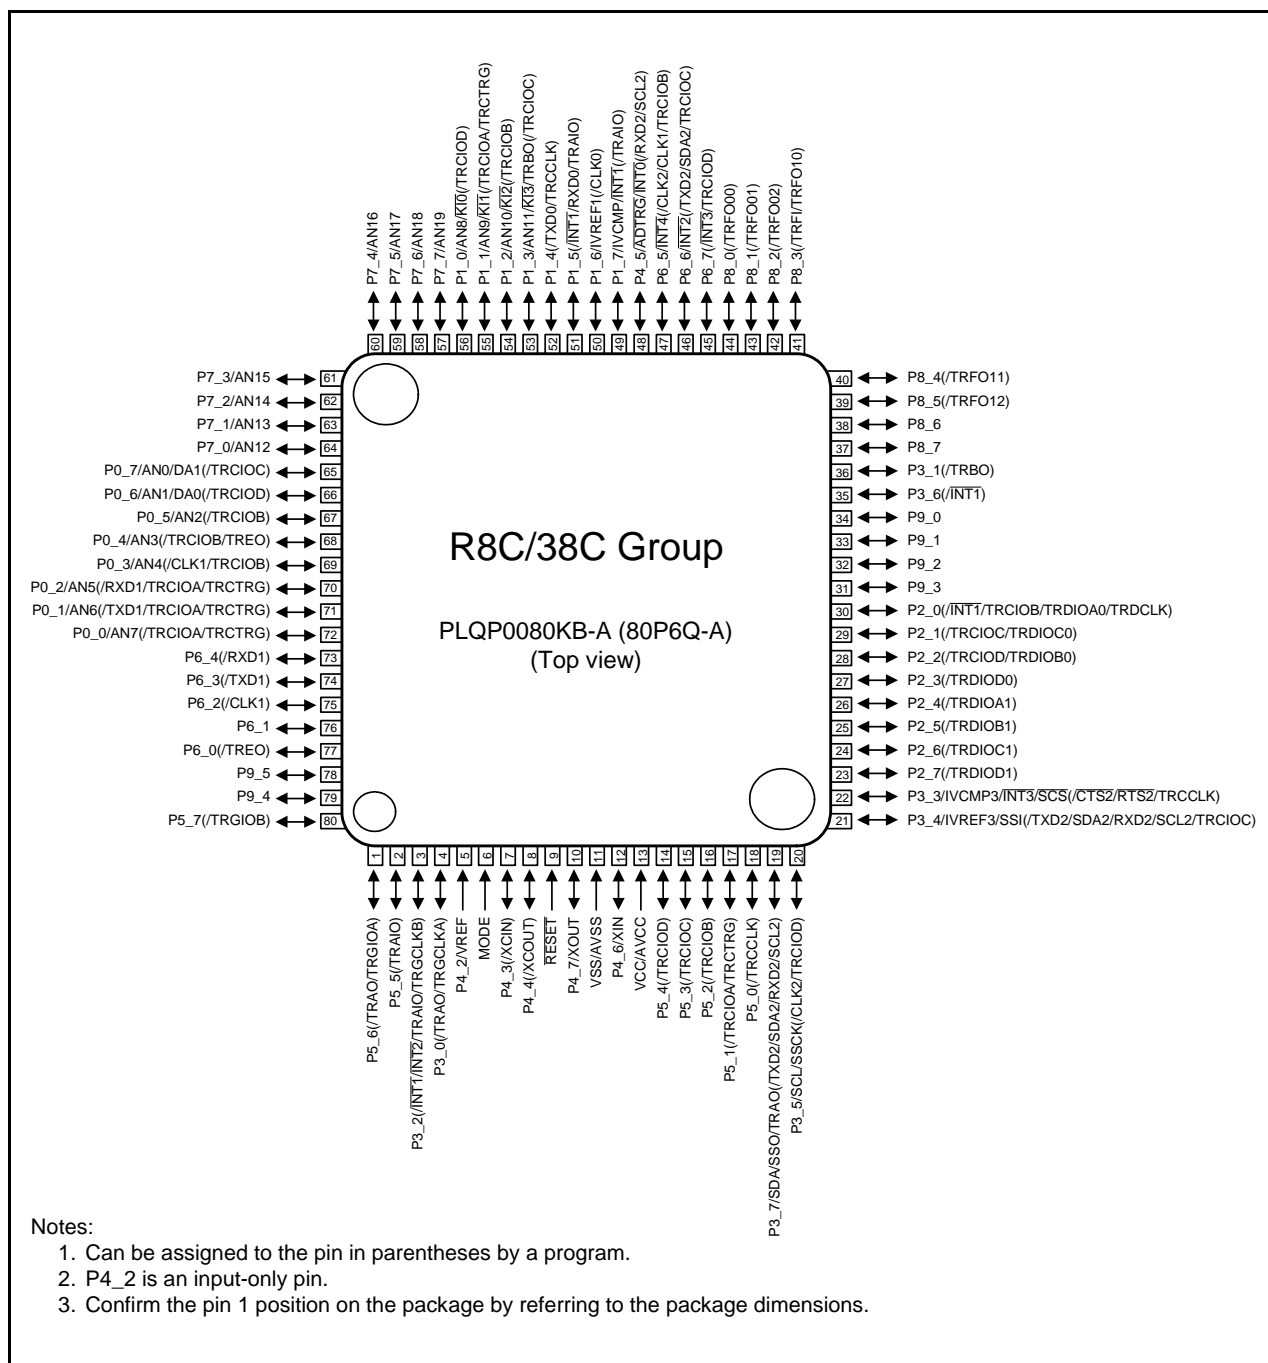 P7_4/AN16
P7_5/AN17
P7_6/AN18
P7_7/AN19
P1_0/AN8/KI0(/TRCIOD)
P1_1/AN9/KI1(/TRCIOA/TRCTRG)
P1_2/AN10/KI2(/TRCIOB)
P1_3/AN11/KI3/TRBO(/TRCIOC)
P1_4(/TXD0/TRCCLK)
P1_5(/INT1/RXD0/TRAIO)
P1_6/IVREF1(/CLK0)
P1_7/IVCMP/INT1(/TRAIO)
P4_5/ADTRG/INT0(/RXD2/SCL2)
P6_5/INT4(/CLK2/CLK1/TRCIOB)
P6_6/INT2(/TXD2/SDA2/TRCIOC)
P6_7(/INT3/TRCIOD)
P8_0(/TRFO00)
P8_1(/TRFO01)
P8_2(/TRFO02)
P8_3(/TRFI/TRFO10)
60
59
58
57
56
55
54
53
52
51
50
49
48
47
46
45
44
43
42
41
P7_3/AN15 61
P7_2/AN14 62
P7_1/AN13 63
P7_0/AN12 64
P0_7/AN0/DA1(/TRCIOC) 65
P0_6/AN1/DA0(/TRCIOD) 66
P0_5/AN2(/TRCIOB) 67
P0_4/AN3(/TRCIOB/TREO) 68
P0_3/AN4(/CLK1/TRCIOB) 69
P0_2/AN5(/RXD1/TRCIOA/TRCTRG) 70
P0_1/AN6(/TXD1/TRCIOA/TRCTRG) 71
P0_0/AN7(/TRCIOA/TRCTRG) 72
P6_4(/RXD1) 73
P6_3(/TXD1) 74
P6_2(/CLK1) 75
P6_1 76
P6_0(/TREO) 77
P9_5 78
P9_4 79
P5_7(/TRGIOB) 80
R8C/38C Group
PLQP0080KB-A (80P6Q-A)
(Top view)
40 P8_4(/TRFO11)
39 P8_5(/TRFO12)
38 P8_6
37 P8_7
36 P3_1(/TRBO)
35 P3_6(/INT1)
34 P9_0
33 P9_1
32 P9_2
31 P9_3
30 P2_0(/INT1/TRCIOB/TRDIOA0/TRDCLK)
29 P2_1(/TRCIOC/TRDIOC0)
28 P2_2(/TRCIOD/TRDIOB0)
27 P2_3(/TRDIOD0)
26 P2_4(/TRDIOA1)
25 P2_5(/TRDIOB1)
24 P2_6(/TRDIOC1)
23 P2_7(/TRDIOD1)
22 P3_3/IVCMP3/INT3/SCS(/CTS2/RTS2/TRCCLK)
21 P3_4/IVREF3/SSI(/TXD2/SDA2/RXD2/SCL2/TRCIOC)
1
2
3
4
5
6
7
8
9
10
11
12
13
14
15
16
17
18
19
20
P5_6(/TRAO/TRGIOA)
P5_5(/TRAIO)
P3_2(/INT1/INT2/TRAIO/TRGCLKB)
P3_0(/TRAO/TRGCLKA)
P4_2/VREF
MODE
P4_3(/XCIN)
P4_4(/XCOUT)
RESET
P4_7/XOUT
VSS/AVSS
P4_6/XIN
VCC/AVCC
P5_4(/TRCIOD)
P5_3(/TRCIOC)
P5_2(/TRCIOB)
P5_1(/TRCIOA/TRCTRG)
P5_0(/TRCCLK)
P3_7/SDA/SSO/TRAO(/TXD2/SDA2/RXD2/SCL2)
P3_5/SCL/SSCK(/CLK2/TRCIOD)
Notes:
1. Can be assigned to the pin in parentheses by a program.
2. P4_2 is an input-only pin.
3. Confirm the pin 1 position on the package by referring to the package dimensions.